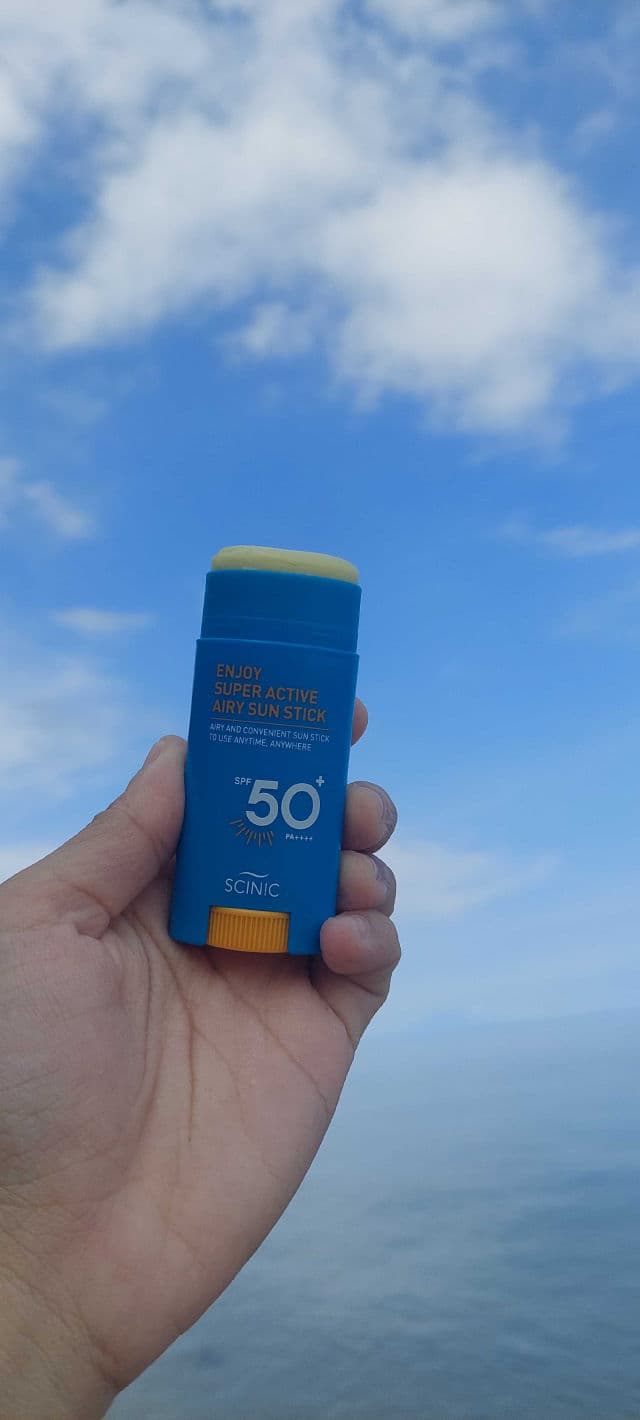 ENJOY
SUPER ACTIVE
AIRY SUN STICK
AIRY AND CONVENIENT SUN STICK
TO USE ANYTIME, ANYWHERE
SPF 50+
PA++++
SCINIC